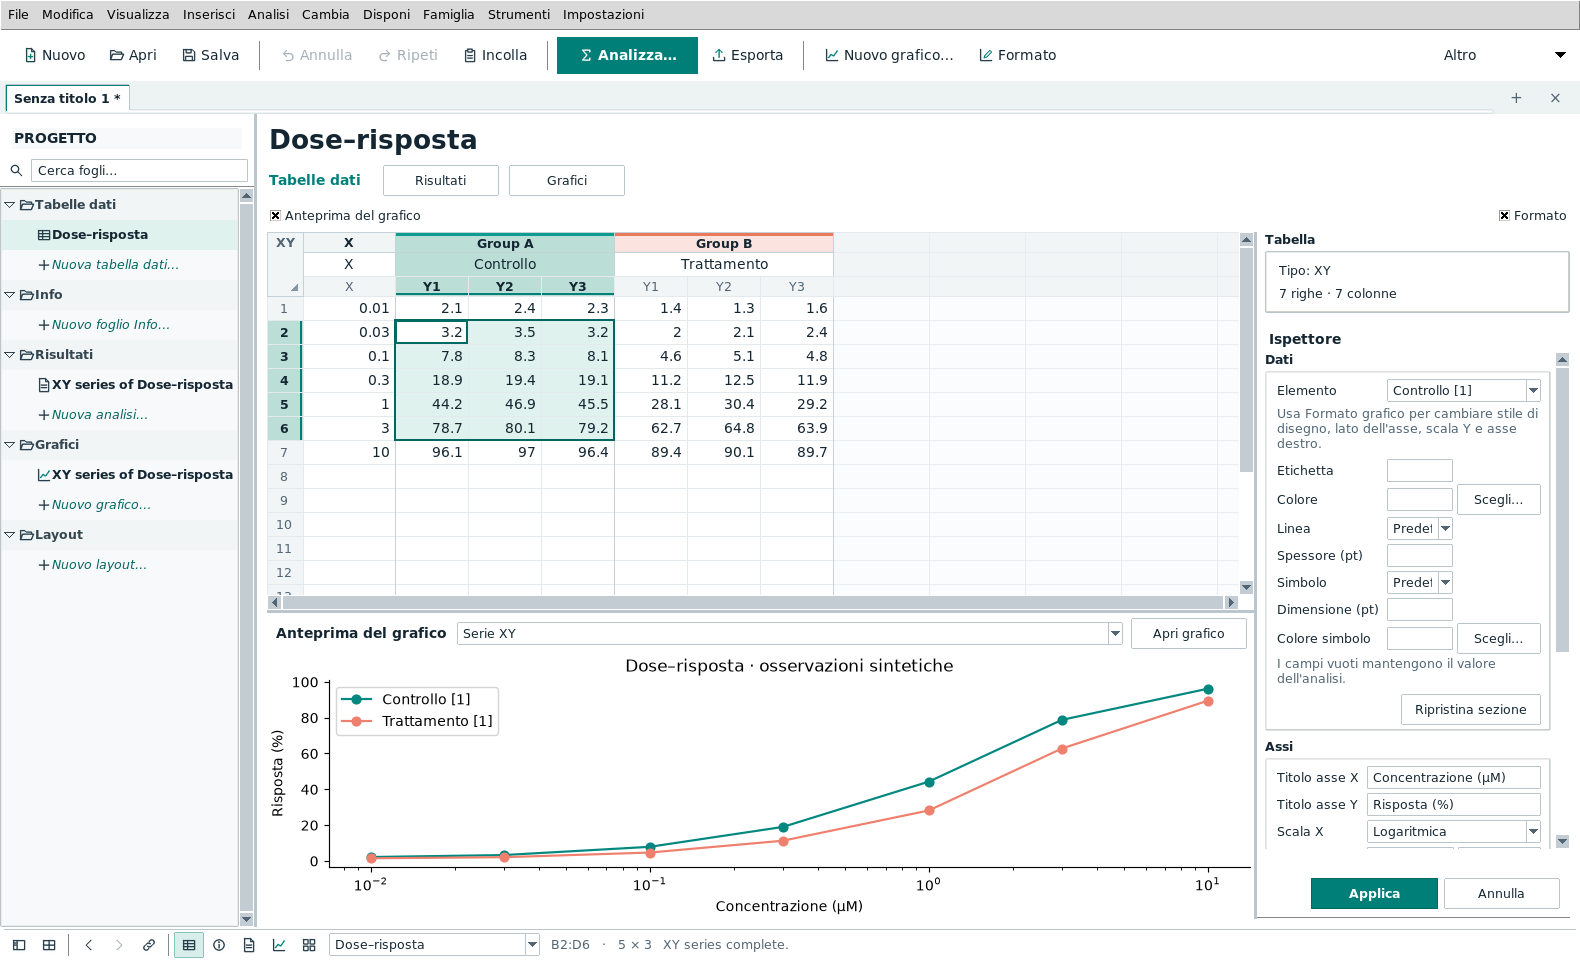 File Modifica Visualizza Inserisci Analisi Cambia Disponi Famiglia Strumenti Impostazioni
Nuovo Apri Salva Annulla Ripeti Incolla Analizza... Esporta Nuovo grafico... Formato Altro
Senza titolo 1 *
PROGETTO
Cerca fogli...
Tabelle dati
Dose–risposta
Nuova tabella dati...
Info
Nuovo foglio Info...
Risultati
XY series of Dose–risposta
Nuova analisi...
Grafici
XY series of Dose–risposta
Nuovo grafico...
Layout
Nuovo layout...
Dose–risposta
Tabelle dati Risultati Grafici
Anteprima del grafico Formato
XY X Group A Group B
X Controllo Trattamento
X Y1 Y2 Y3 Y1 Y2 Y3
1 0.01 2.1 2.4 2.3 1.4 1.3 1.6
2 0.03 3.2 3.5 3.2 2 2.1 2.4
3 0.1 7.8 8.3 8.1 4.6 5.1 4.8
4 0.3 18.9 19.4 19.1 11.2 12.5 11.9
5 1 44.2 46.9 45.5 28.1 30.4 29.2
6 3 78.7 80.1 79.2 62.7 64.8 63.9
7 10 96.1 97 96.4 89.4 90.1 89.7
8
9
10
11
12
Anteprima del grafico Serie XY Apri grafico
Dose–risposta · osservazioni sintetiche
Controllo [1]
Trattamento [1]
Risposta (%)
100
80
60
40
20
0
10⁻² 10⁻¹ 10⁰ 10¹
Concentrazione (µM)
Tabella
Tipo: XY
7 righe · 7 colonne
Ispettore
Dati
Elemento Controllo [1]
Usa Formato grafico per cambiare stile di
disegno, lato dell'asse, scala Y e asse
destro.
Etichetta
Colore Scegli...
Linea Predef
Spessore (pt)
Simbolo Predef
Dimensione (pt)
Colore simbolo Scegli...
I campi vuoti mantengono il valore
dell'analisi.
Ripristina sezione
Assi
Titolo asse X Concentrazione (µM)
Titolo asse Y Risposta (%)
Scala X Logaritmica
Applica Annulla
Dose–risposta B2:D6 · 5 × 3 XY series complete.